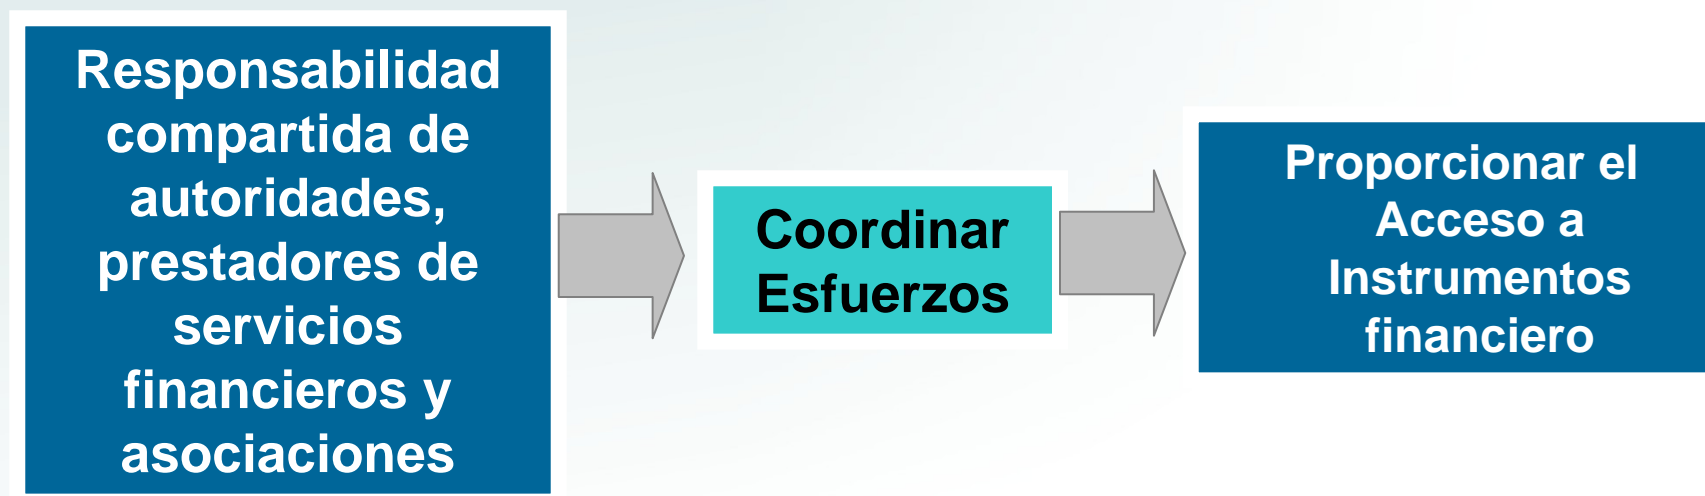 Responsabilidad
compartida de
autoridades,
prestadores de
servicios
financieros y
asociaciones
Coordinar
Esfuerzos
Proporcionar el
Acceso a
Instrumentos
financiero